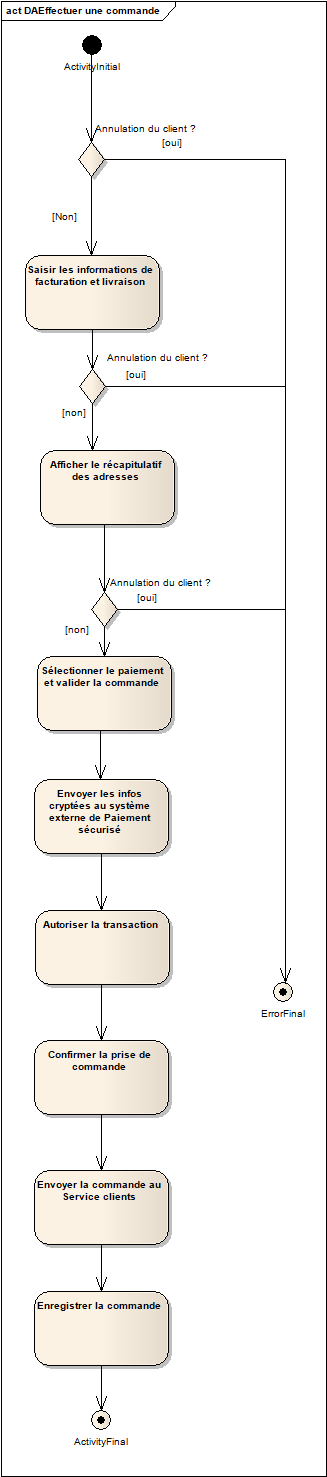 act DAEffectuer une commande
ActivityInitial
Annulation du client ?
[oui]
[Non]
Saisir les informations de
facturation et livraison
Annulation du client ?
[oui]
[non]
Afficher le récapitulatif
des adresses
Annulation du client ?
[oui]
[non]
Sélectionner le paiement
et valider la commande
Envoyer les infos
cryptées au système
externe de Paiement
sécurisé
Autoriser la transaction
ErrorFinal
Confirmer la prise de
commande
Envoyer la commande au
Service clients
Enregistrer la commande
ActivityFinal